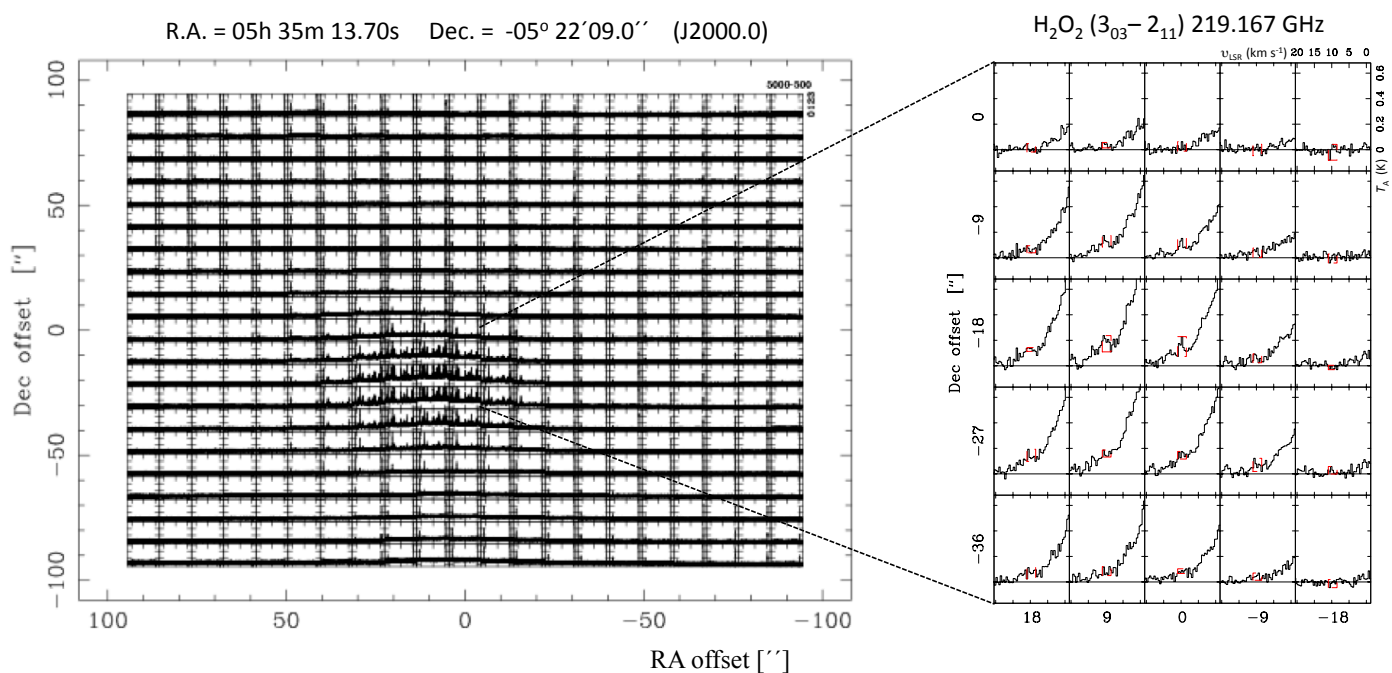 R.A. = 05h 35m 13.70s Dec. = -05° 22´09.0´´ (J2000.0)
H₂O₂ (3₀₃– 2₁₁) 219.167 GHz
υLSR (km s⁻¹) 20 15 10 5 0
5000-500
0123
100
50
0
−50
−100
Dec offset [“]
100 50 0 −50 −100
RA offset [´´]
0
−9
−18
−27
−36
Dec offset [“]
0.6
0.4
0.2
0
TA (K)
18 9 0 −9 −18